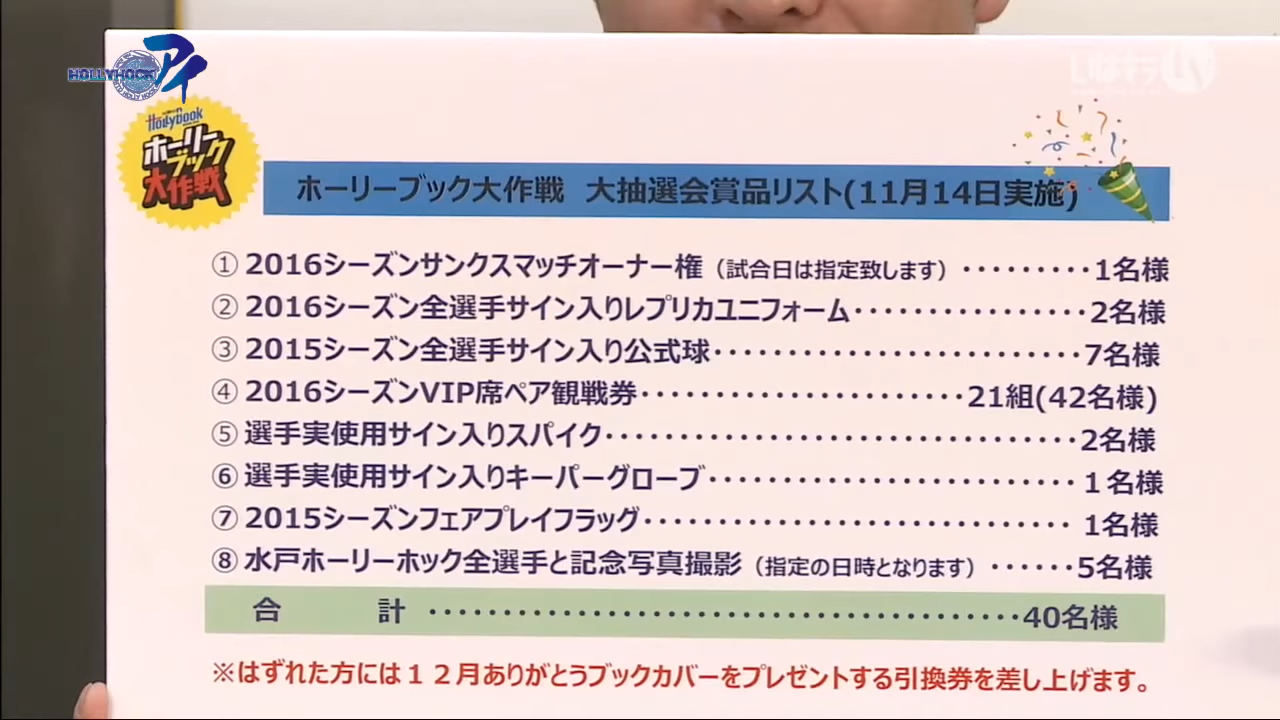 HOLLYHOCK
Hollybook
ホーリー
ブック
大作戦
いばキラTV
ホーリーブック大作戦 大抽選会賞品リスト(11月14日実施)
① 2016シーズンサンクスマッチオーナー権（試合日は指定致します）・・・・・・・・・1名様
② 2016シーズン全選手サイン入りレプリカユニフォーム・・・・・・・・・・・・・・・・2名様
③ 2015シーズン全選手サイン入り公式球・・・・・・・・・・・・・・・・・・・・・・・・・7名様
④ 2016シーズンVIP席ペア観戦券・・・・・・・・・・・・・・・・・・・・・・21組(42名様)
⑤ 選手実使用サイン入りスパイク・・・・・・・・・・・・・・・・・・・・・・・・・・・・・・・・2名様
⑥ 選手実使用サイン入りキーパーグローブ・・・・・・・・・・・・・・・・・・・・・・・・・１名様
⑦ 2015シーズンフェアプレイフラッグ・・・・・・・・・・・・・・・・・・・・・・・・・・・・・ 1名様
⑧ 水戸ホーリーホック全選手と記念写真撮影（指定の日時となります）・・・・・・5名様
合 計 ・・・・・・・・・・・・・・・・・・・・・・・・・・・・・・・・・・・・・・・・40名様
※はずれた方には１２月ありがとうブックカバーをプレゼントする引換券を差し上げます。